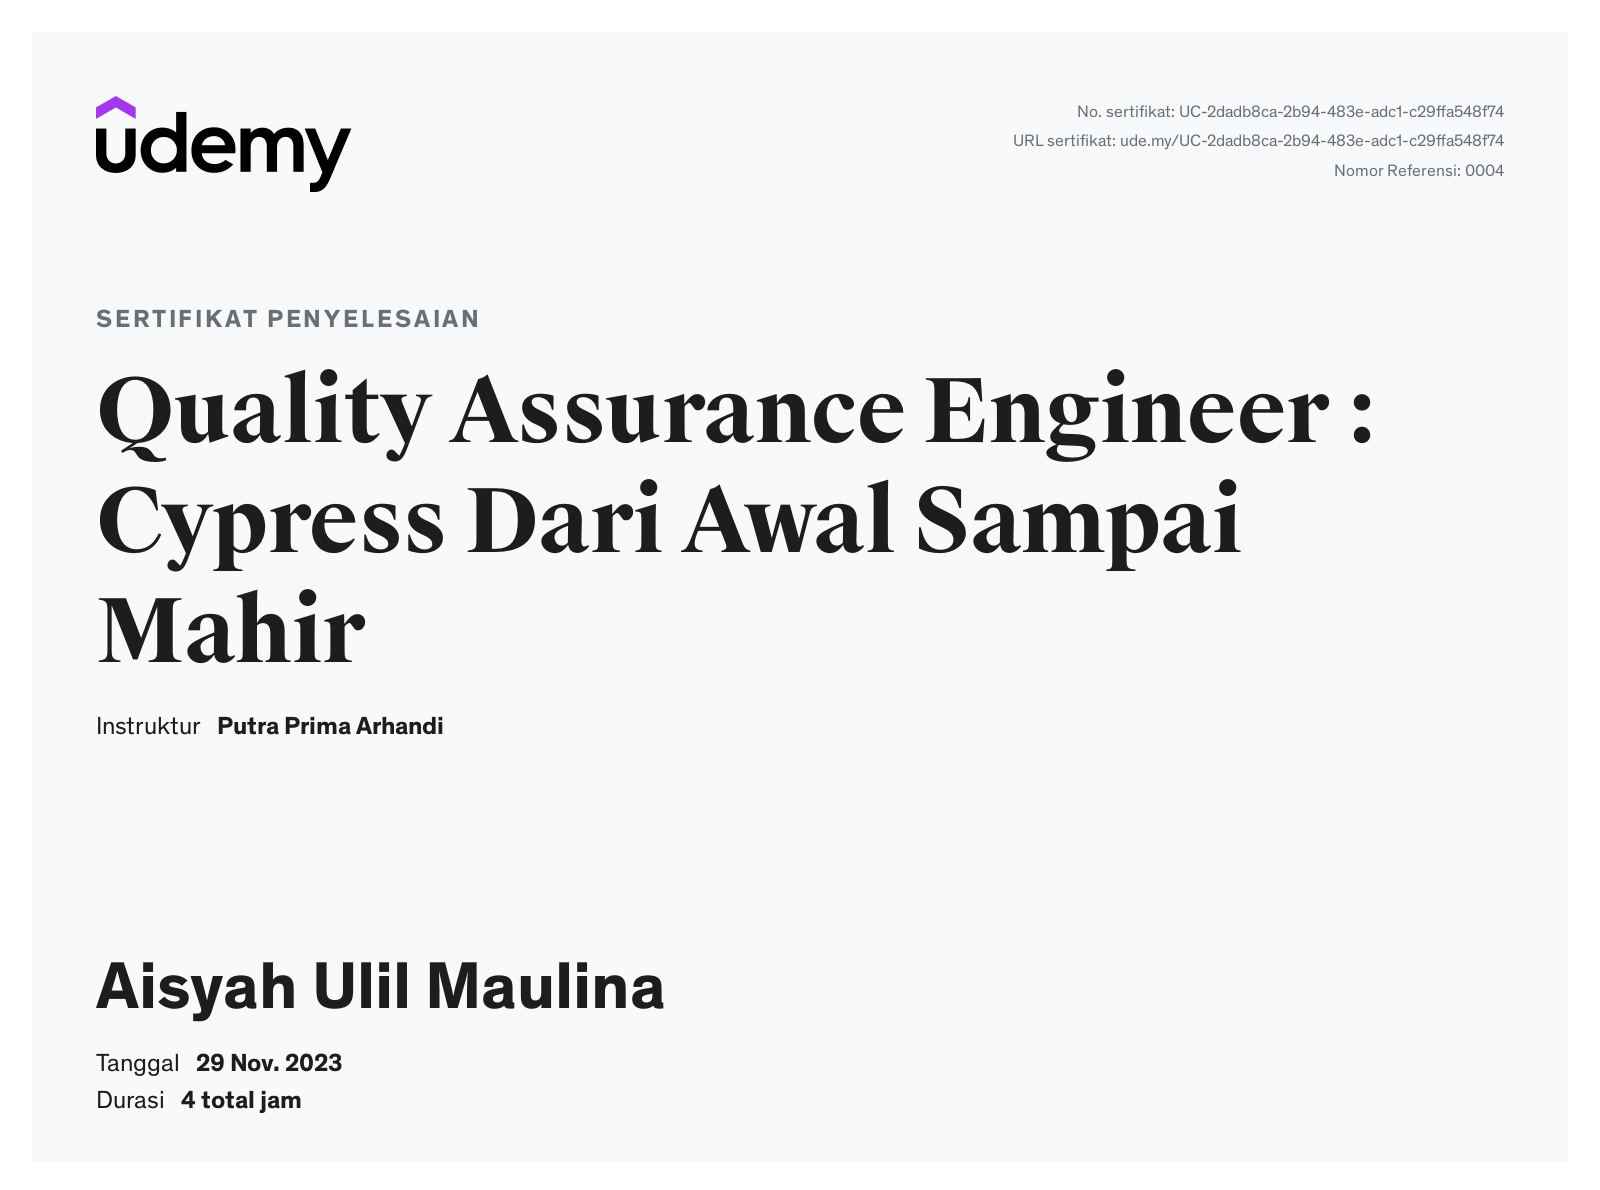 udemy
No. sertifikat: UC-2dadb8ca-2b94-483e-adc1-c29ffa548f74
URL sertifikat: ude.my/UC-2dadb8ca-2b94-483e-adc1-c29ffa548f74
Nomor Referensi: 0004
SERTIFIKAT PENYELESAIAN
Quality Assurance Engineer :
Cypress Dari Awal Sampai
Mahir
Instruktur Putra Prima Arhandi
Aisyah Ulil Maulina
Tanggal 29 Nov. 2023
Durasi 4 total jam